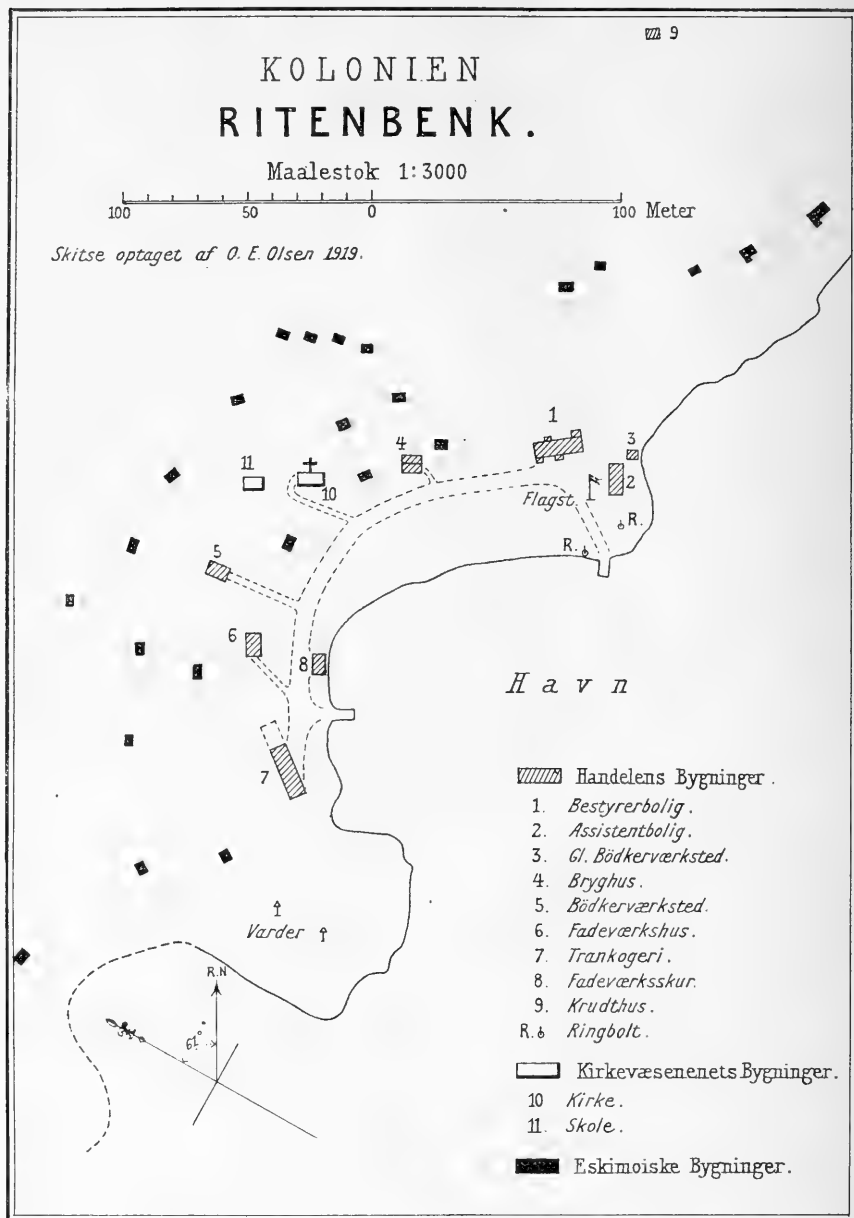 9
KOLONIEN
RITENBENK.
Maalestok 1:3000
100 50 0 100 Meter
Skitse optaget af O. E. Olsen 1919.
1
3
4
2
11
10
Flagst.
R.
R.
5
6
8
Havn
7
Varder
R.N
61°
Handelens Bygninger.
1. Bestyrerbolig.
2. Assistentbolig.
3. Gl. Bödkerværksted.
4. Bryghus.
5. Bödkerværksted.
6. Fadeværkshus.
7. Trankogeri.
8. Fadeværksskur.
9. Krudthus.
R. Ringbolt.
Kirkevæsenenets Bygninger.
10 Kirke.
11. Skole.
Eskimoiske Bygninger.